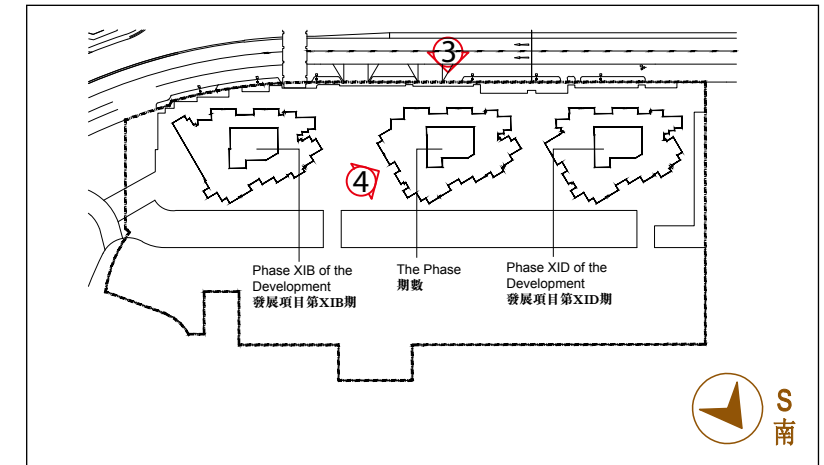 3
4
Phase XIB of the
Development
發展項目第XIB期
The Phase
期數
Phase XID of the
Development
發展項目第XID期
S
南